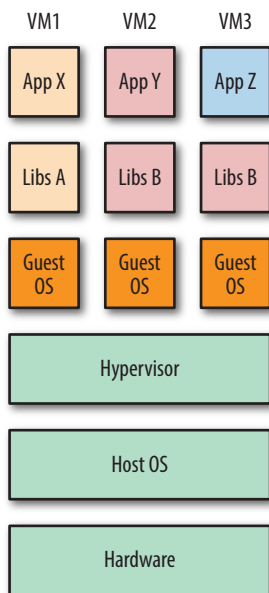 VM1 VM2 VM3
App X App Y App Z
Libs A Libs B Libs B
Guest Guest Guest
OS OS OS
Hypervisor
Host OS
Hardware